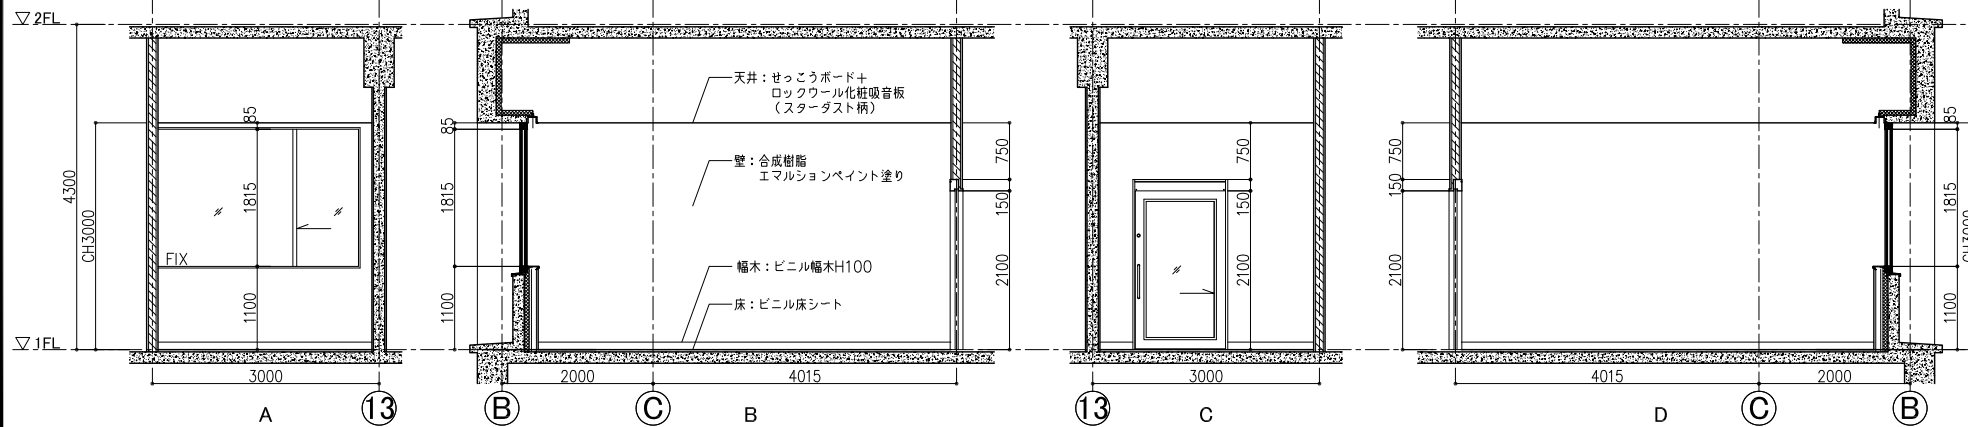 ▽2FL
4300
CH3000
85
1815
1100
FIX
▽1FL
3000
13
A
85
1815
1100
天井：せっこうボード＋
ロックウール化粧吸音板
（スターダスト柄）
壁：合成樹脂
エマルションペイント塗り
幅木：ビニル幅木H100
床：ビニル床シート
750
150
2100
2000
4015
B
C
B
750
150
2100
3000
13
C
750
150
2100
85
1815
1100
CH3000
4015
2000
D
C
B